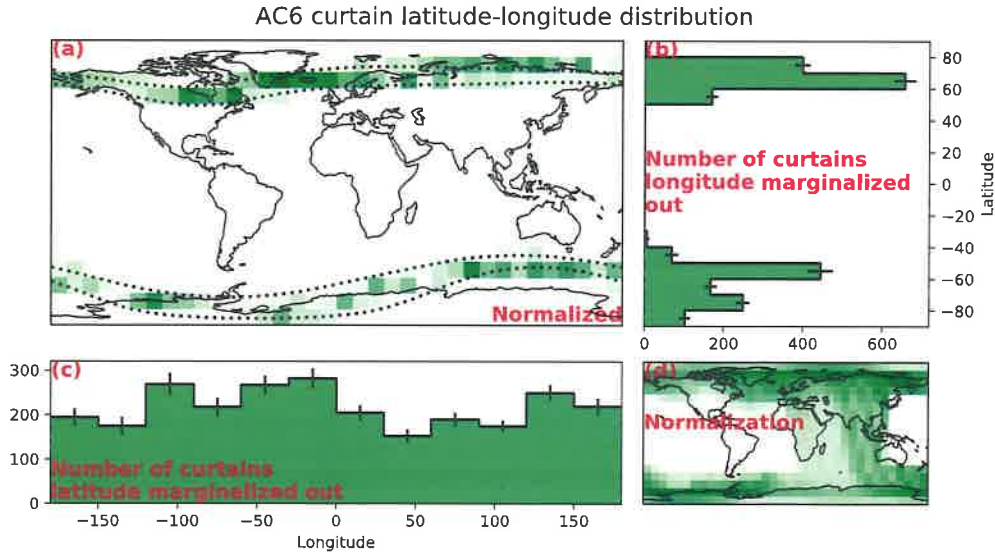 AC6 curtain latitude-longitude distribution
(a)
Normalized
(b)
Number of curtains
longitude marginalized
out
80
60
40
20
0
−20
−40
−60
−80
Latitude
0
200
400
600
(c)
300
200
100
0
Number of curtains
latitude marginelized out
−150
−100
−50
0
50
100
150
Longitude
(d)
Normalization